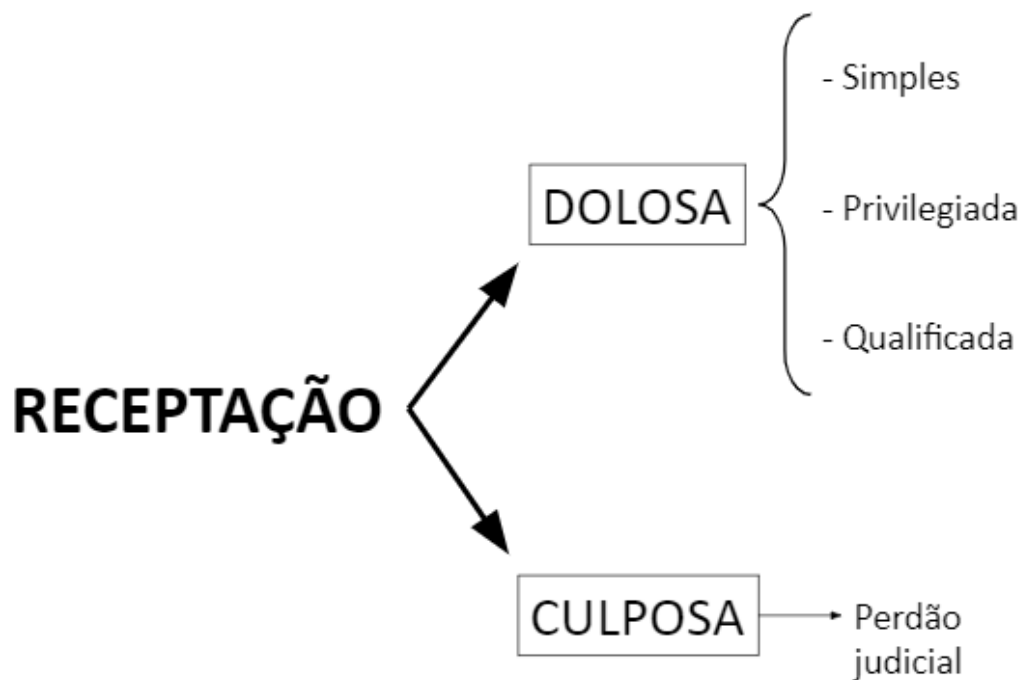 - Simples
DOLOSA
- Privilegiada
- Qualificada
RECEPTAÇÃO
CULPOSA
Perdão
judicial